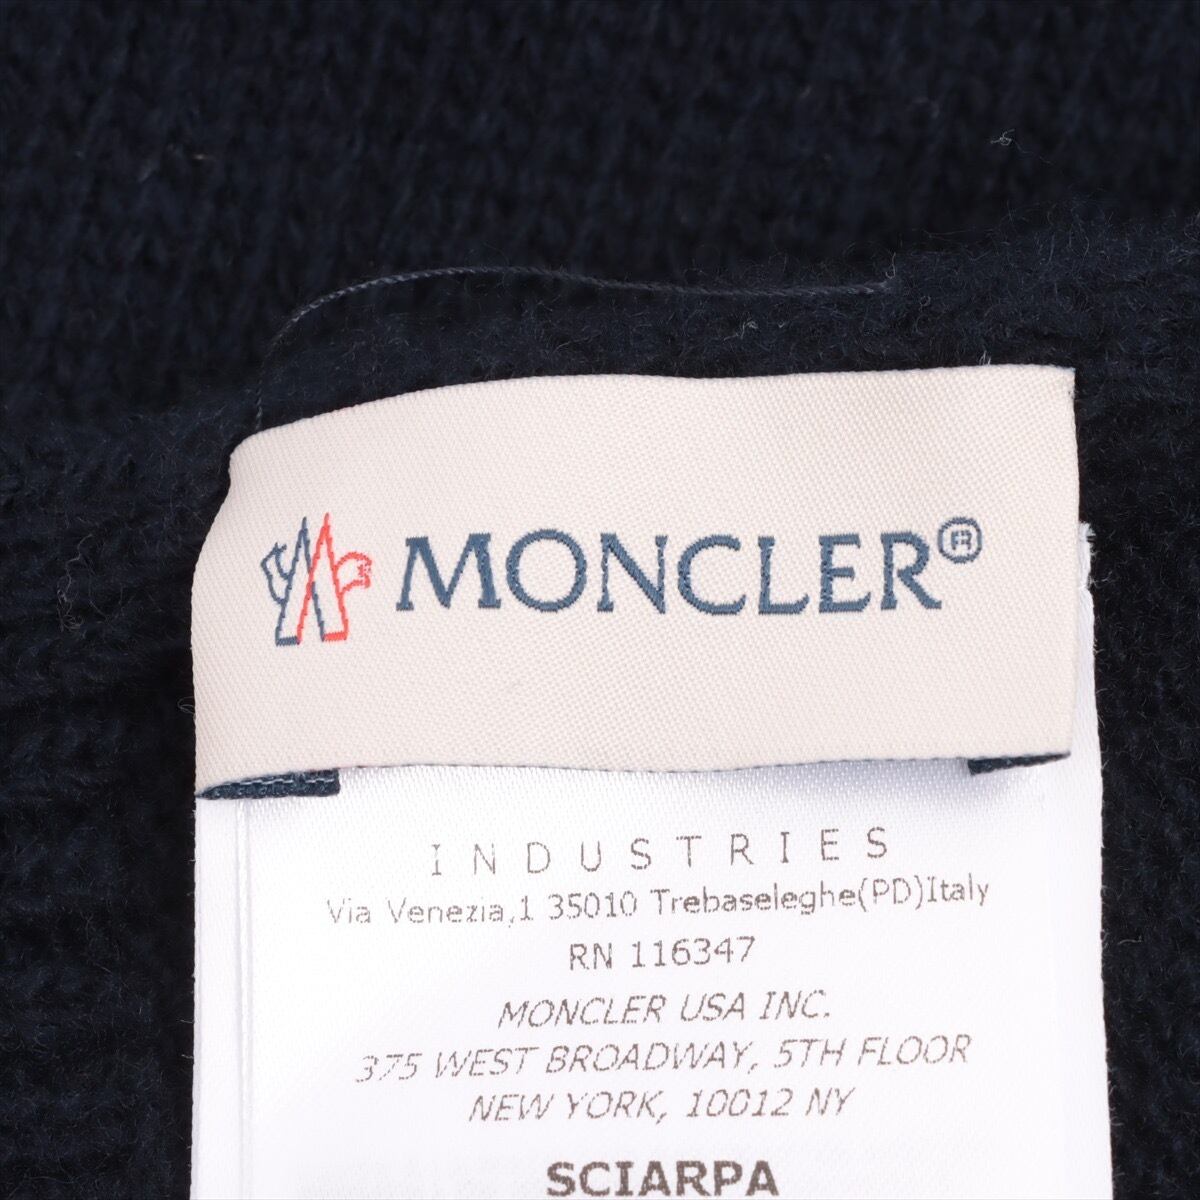 MONCLER®
INDUSTRIES
Via Venezia,1 35010 Trebaseleghe(PD)Italy
RN 116347
MONCLER USA INC.
375 WEST BROADWAY, 5TH FLOOR
NEW YORK, 10012 NY
SCIARPA